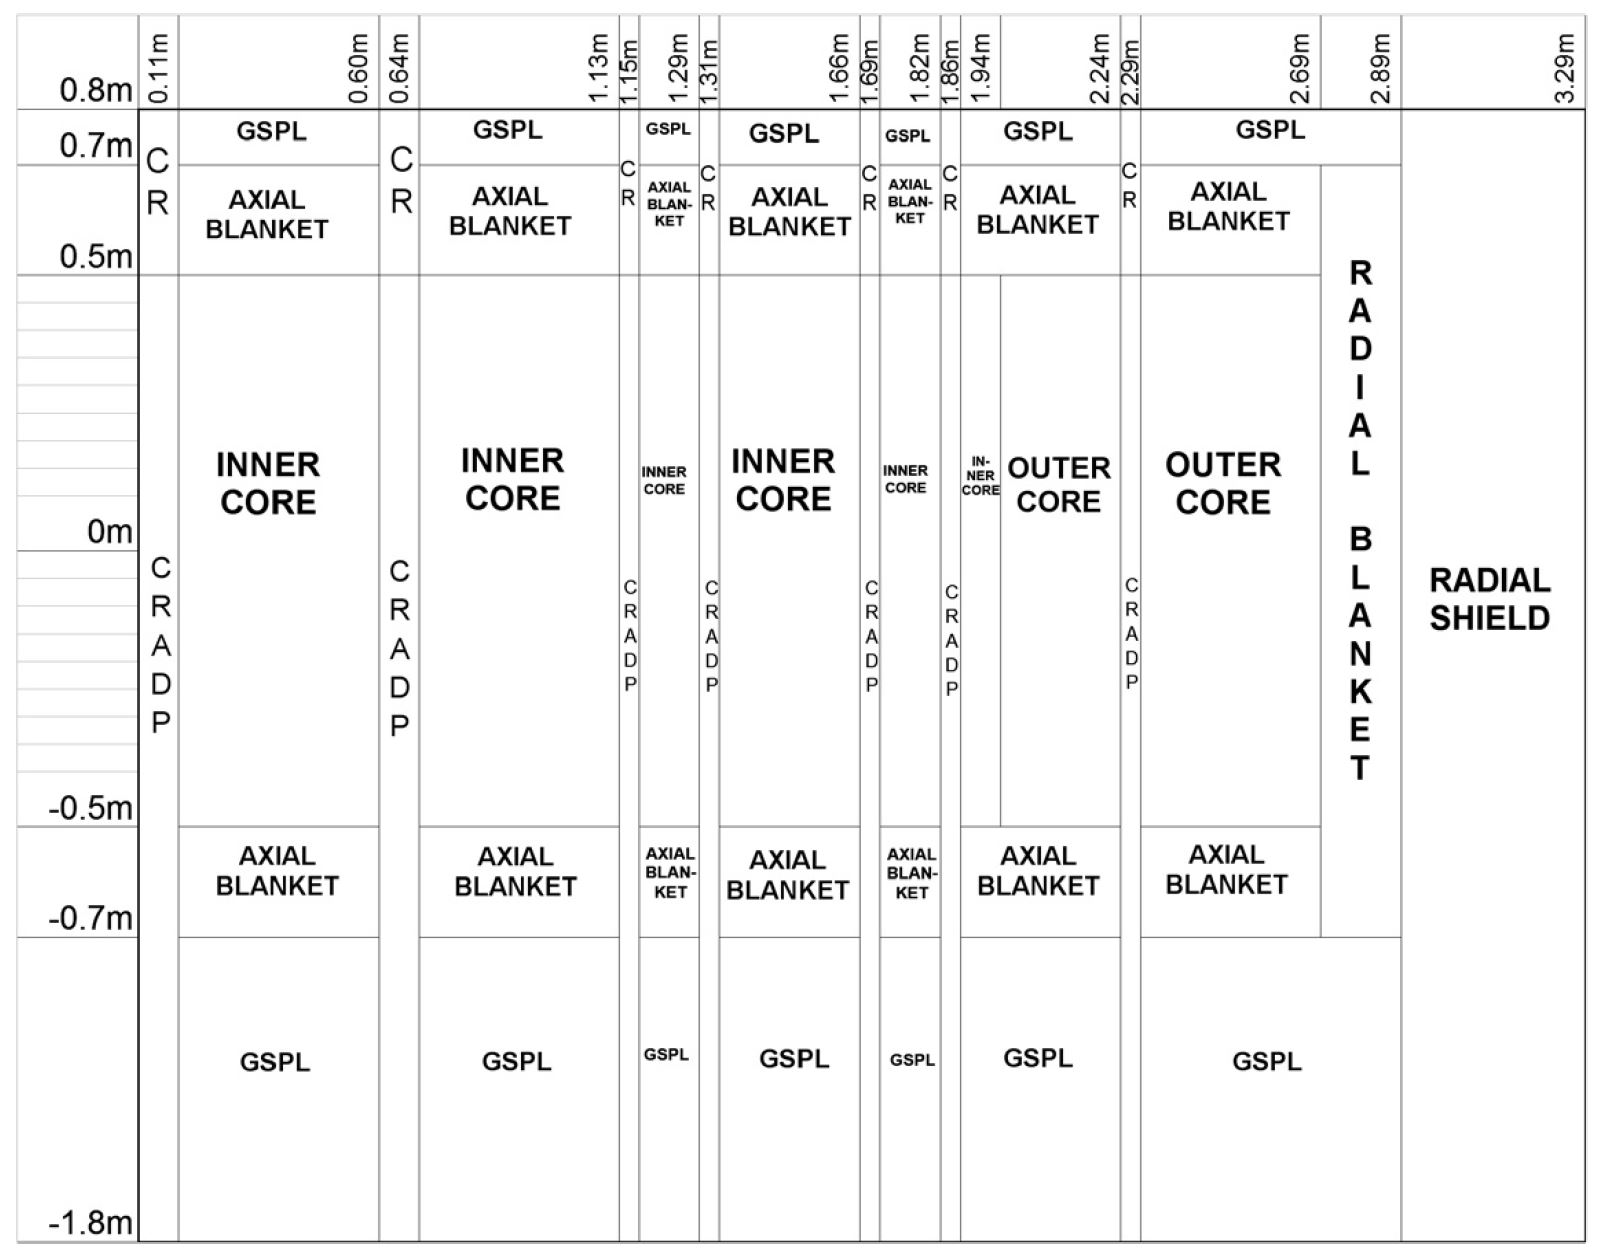 0.11m
0.60m
0.64m
1.13m
1.15m
1.29m
1.31m
1.66m
1.69m
1.82m
1.86m
1.94m
2.24m
2.29m
2.69m
2.89m
3.29m
0.8m
0.7m
0.5m
0m
-0.5m
-0.7m
-1.8m
GSPL
GSPL
GSPL
GSPL
GSPL
GSPL
GSPL
CR
CR
CR
CR
CR
CR
CR
AXIAL
BLANKET
AXIAL
BLANKET
AXIAL
BLAN-
KET
AXIAL
BLANKET
AXIAL
BLAN-
KET
AXIAL
BLANKET
AXIAL
BLANKET
INNER
CORE
INNER
CORE
INNER
CORE
INNER
CORE
INNER
CORE
IN-
NER
CORE
OUTER
CORE
OUTER
CORE
RADIAL BLANKET
RADIAL
SHIELD
CRADP
CRADP
CRADP
CRADP
CRADP
CRADP
CRADP
AXIAL
BLANKET
AXIAL
BLANKET
AXIAL
BLAN-
KET
AXIAL
BLANKET
AXIAL
BLAN-
KET
AXIAL
BLANKET
AXIAL
BLANKET
GSPL
GSPL
GSPL
GSPL
GSPL
GSPL
GSPL